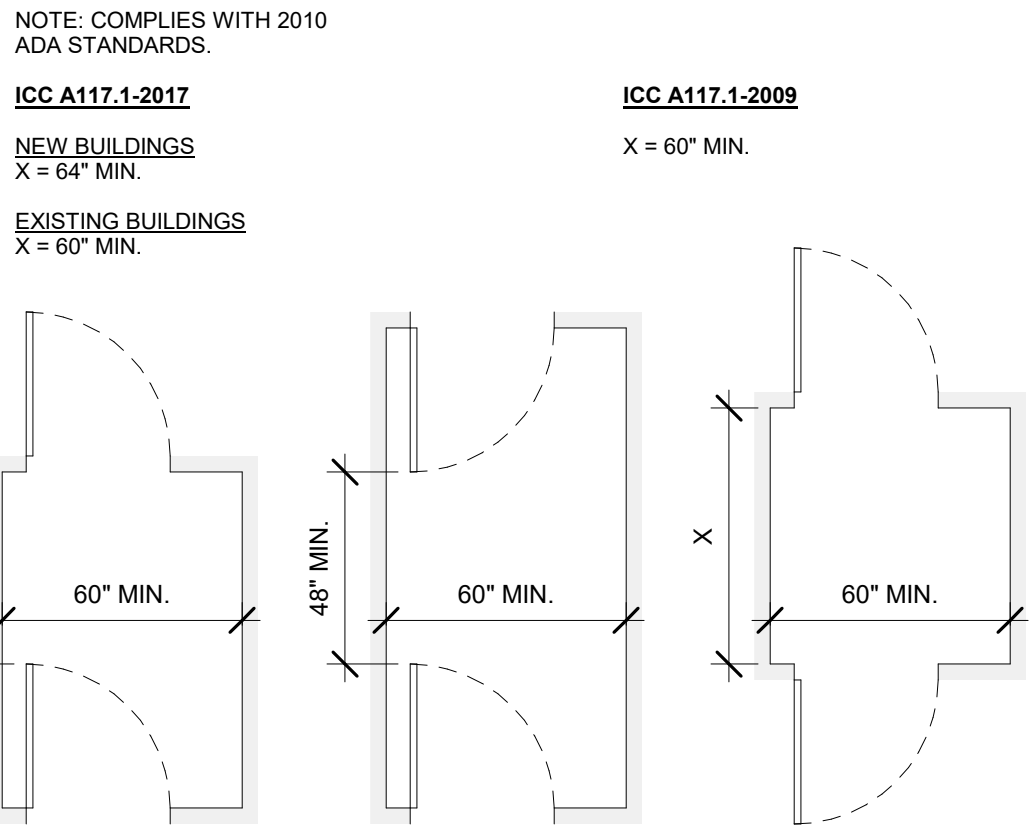 NOTE: COMPLIES WITH 2010
ADA STANDARDS.
ICC A117.1-2017
NEW BUILDINGS
X = 64" MIN.
EXISTING BUILDINGS
X = 60" MIN.
ICC A117.1-2009
X = 60" MIN.
60" MIN.
48" MIN.
60" MIN.
X
60" MIN.